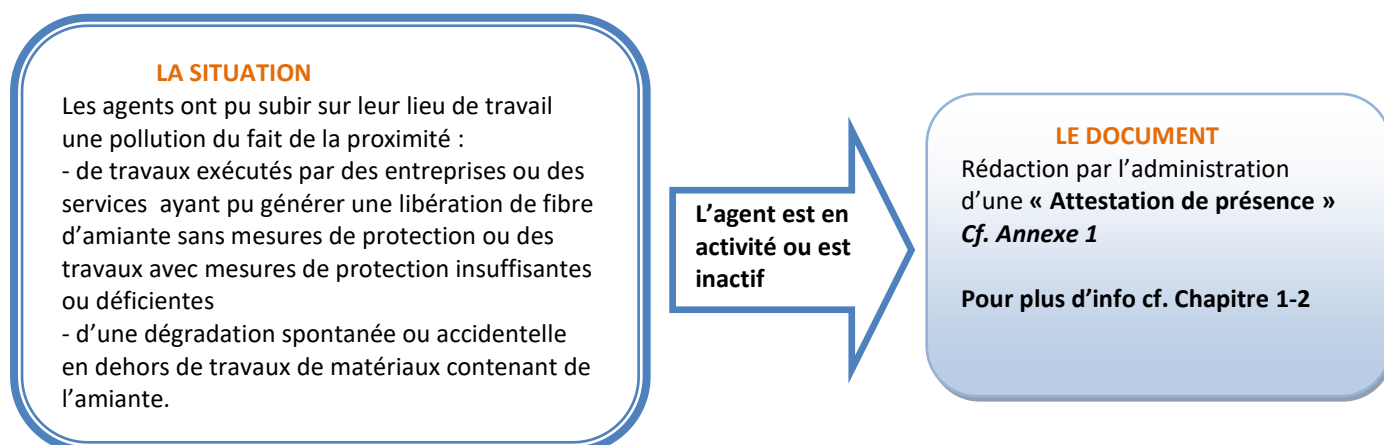 LA SITUATION
Les agents ont pu subir sur leur lieu de travail
une pollution du fait de la proximité :
- de travaux exécutés par des entreprises ou des
services ayant pu générer une libération de fibre
d’amiante sans mesures de protection ou des
travaux avec mesures de protection insuffisantes
ou déficientes
- d’une dégradation spontanée ou accidentelle
en dehors de travaux de matériaux contenant de
l’amiante.
L’agent est en
activité ou est
inactif
LE DOCUMENT
Rédaction par l’administration
d’une « Attestation de présence »
Cf. Annexe 1
Pour plus d’info cf. Chapitre 1-2